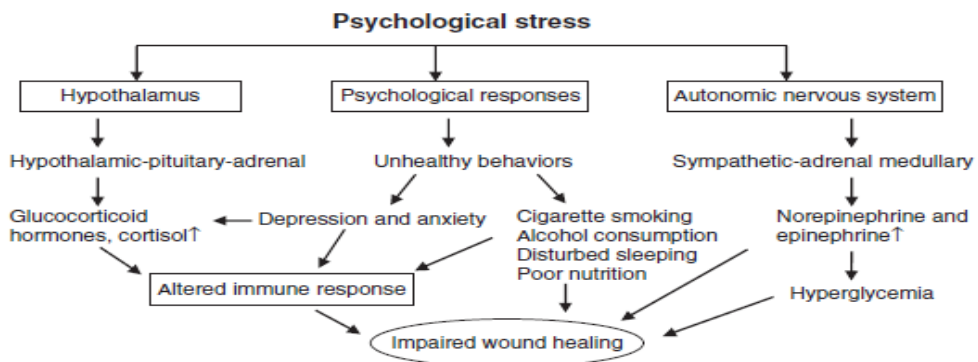 Psychological stress
Hypothalamus
Psychological responses
Autonomic nervous system
Hypothalamic-pituitary-adrenal
Unhealthy behaviors
Sympathetic-adrenal medullary
Glucocorticoid
hormones, cortisol↑
Depression and anxiety
Cigarette smoking
Alcohol consumption
Disturbed sleeping
Poor nutrition
Norepinephrine and
epinephrine↑
Altered immune response
Hyperglycemia
Impaired wound healing